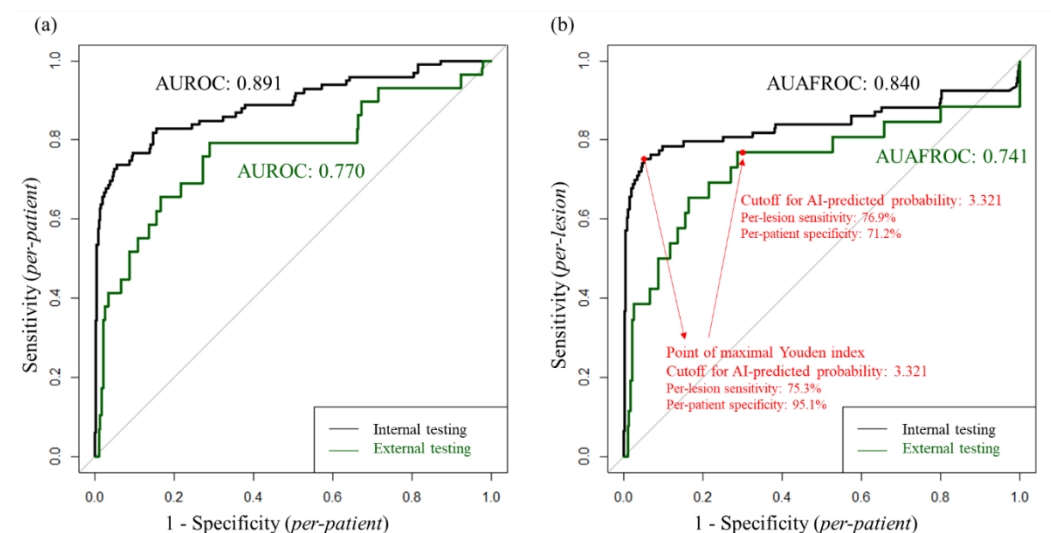 (a)
1.0
0.8
0.6
0.4
0.2
0.0
Sensitivity (per-patient)
AUROC: 0.891
AUROC: 0.770
Internal testing
External testing
0.0 0.2 0.4 0.6 0.8 1.0
1 - Specificity (per-patient)
(b)
1.0
0.8
0.6
0.4
0.2
0.0
Sensitivity (per-lesion)
AUAFROC: 0.840
AUAFROC: 0.741
Cutoff for AI-predicted probability: 3.321
Per-lesion sensitivity: 76.9%
Per-patient specificity: 71.2%
Point of maximal Youden index
Cutoff for AI-predicted probability: 3.321
Per-lesion sensitivity: 75.3%
Per-patient specificity: 95.1%
Internal testing
External testing
0.0 0.2 0.4 0.6 0.8 1.0
1 - Specificity (per-patient)